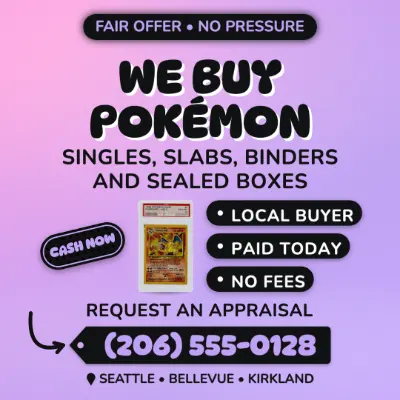 FAIR OFFER • NO PRESSURE
WE BUY
POKÉMON
SINGLES, SLABS, BINDERS
AND SEALED BOXES
• LOCAL BUYER
CASH NOW
• PAID TODAY
• NO FEES
REQUEST AN APPRAISAL
(206) 555-0128
SEATTLE • BELLEVUE • KIRKLAND